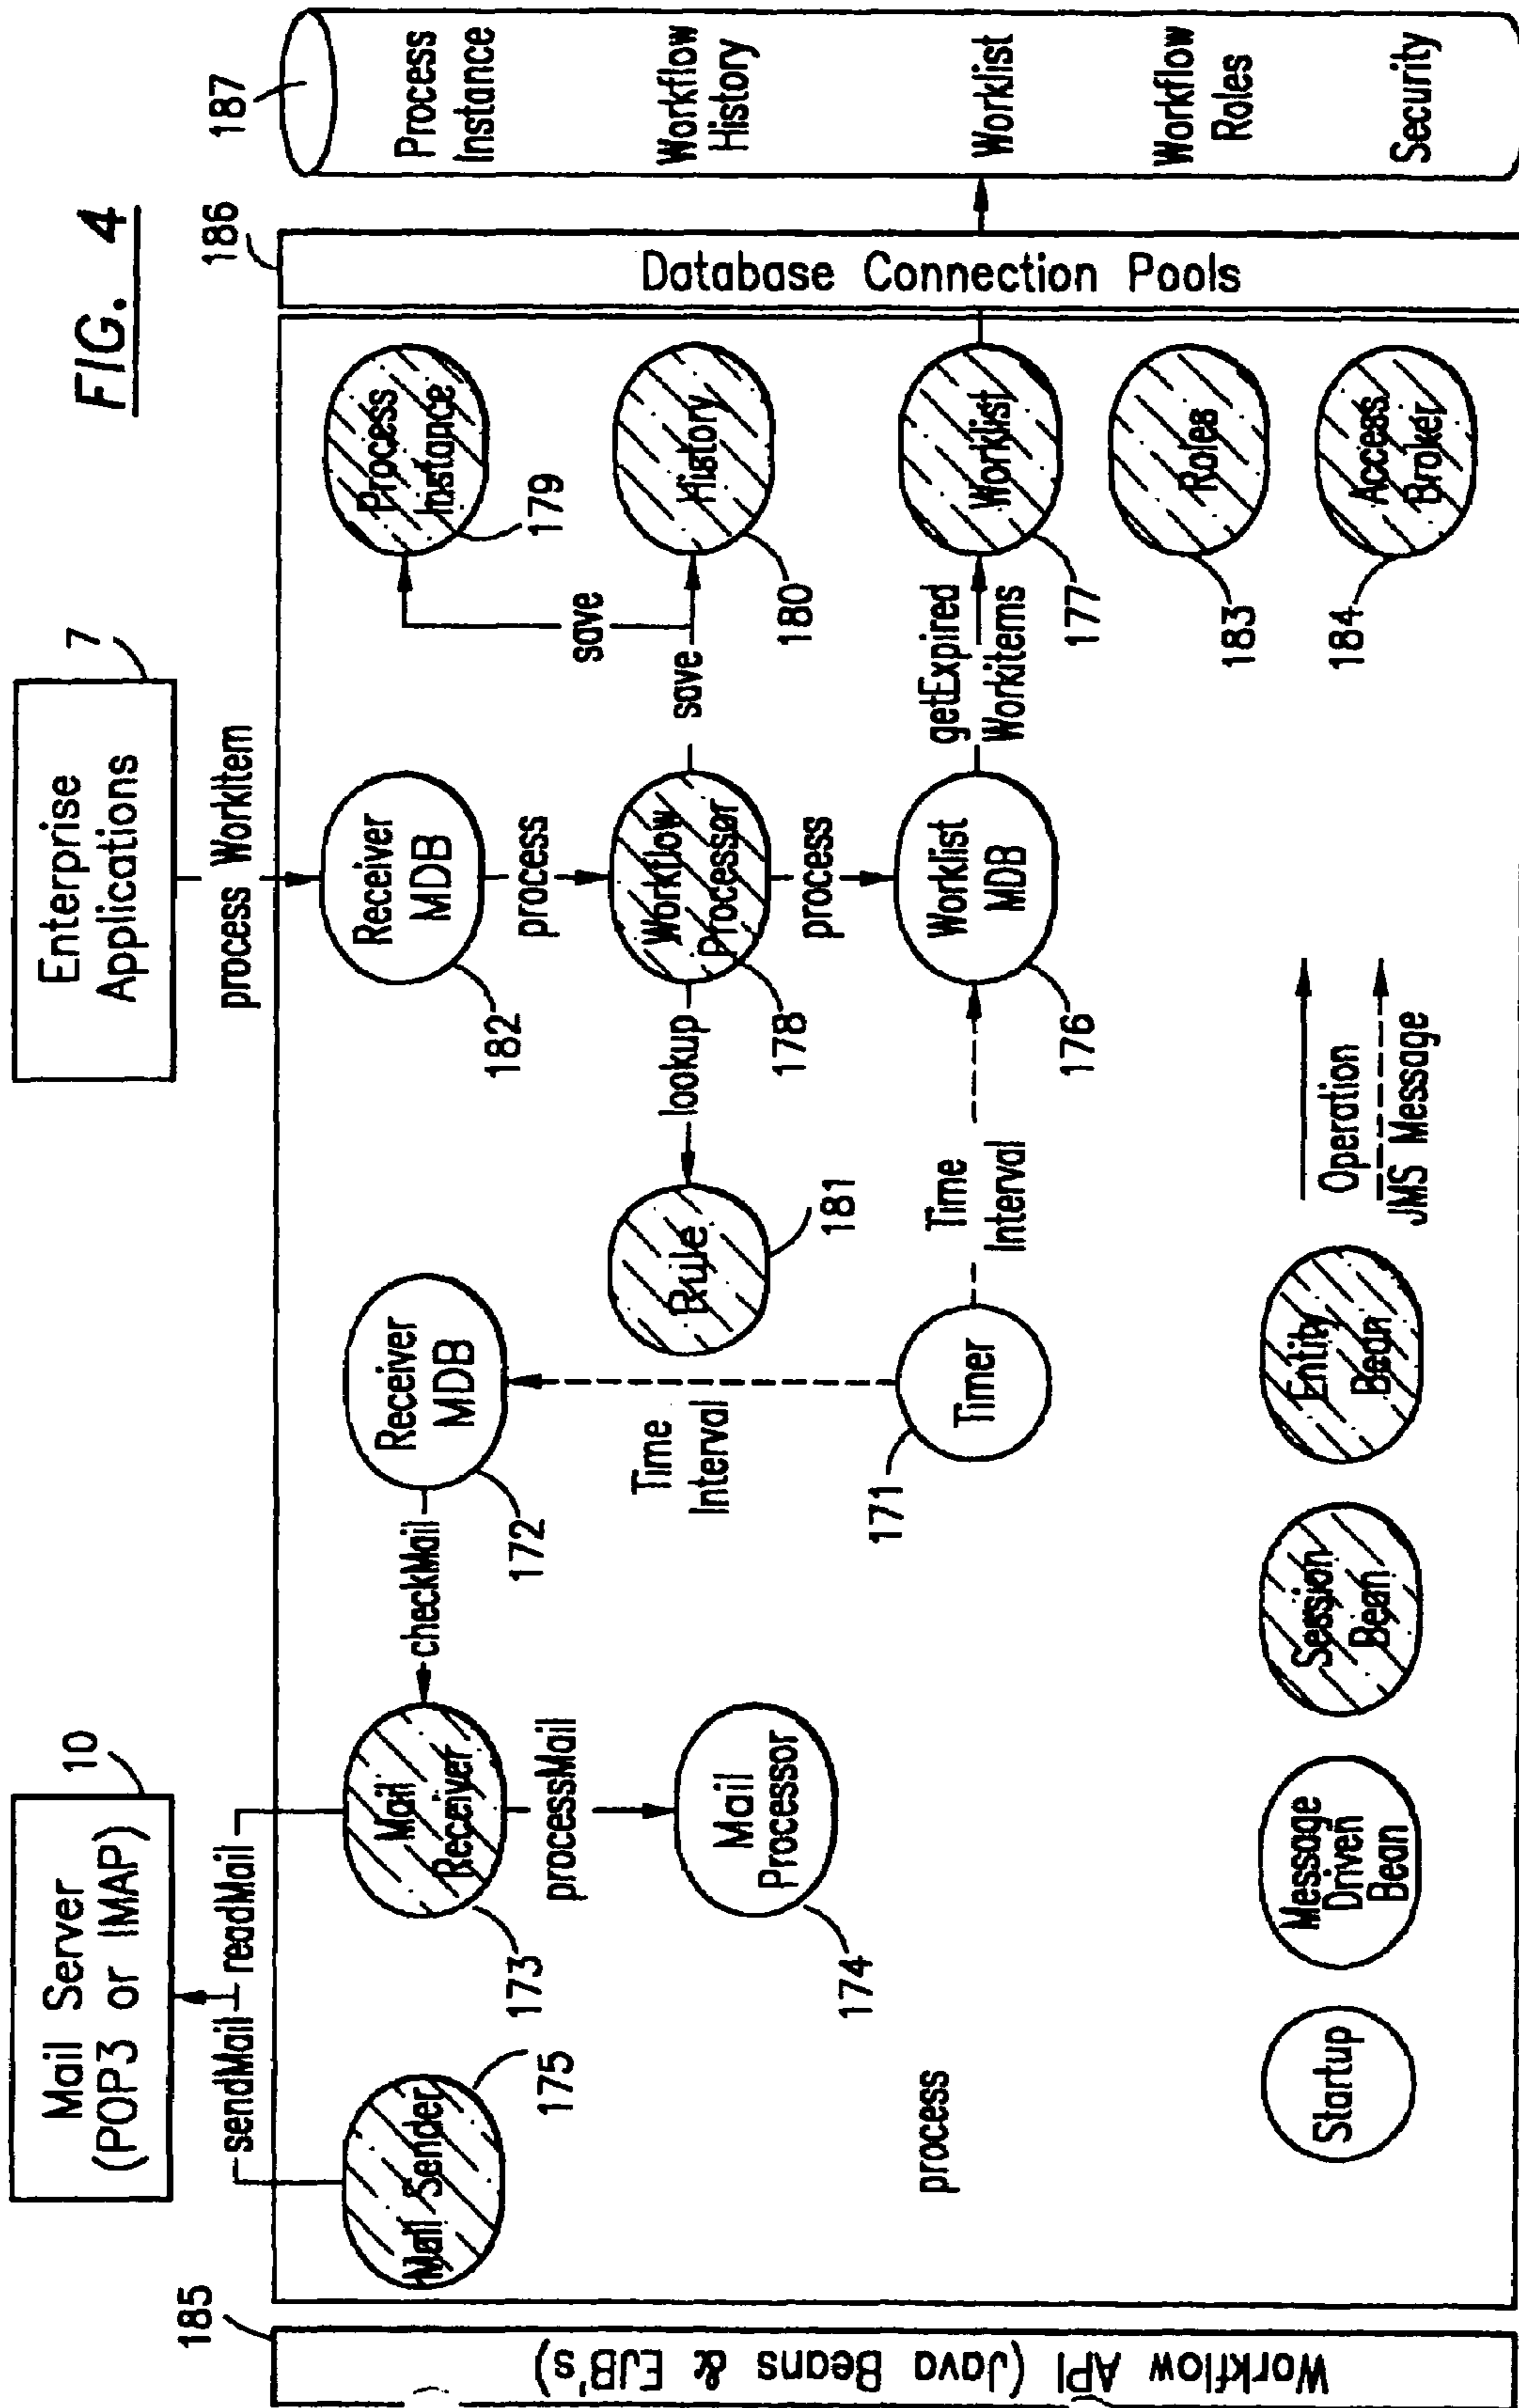 FIG. 4
Mail Server
(POP3 or IMAP)
10
Enterprise
Applications
7
sendMail
readMail
process WorkItem
185
Workflow API (Java Beans & EJB's)
186
Database Connection Pools
187
Process
Instance
Workflow
History
Worklist
Workflow
Roles
Security
Mail Sender
175
Mail
Receiver
173
checkMail
Receiver
MDB
172
Receiver
MDB
182
Process
Instance
179
processMail
Time
Interval
process
save
Mail
Processor
174
Rule
181
lookup
Workflow
Processor
178
save
History
180
process
process
Timer
171
Time
Interval
Worklist
MDB
176
getExpired
Workitems
Worklist
177
Roles
183
Access
Broker
184
Startup
Message
Driven
Bean
Session
Bean
Entity
Bean
Operation
JMS Message